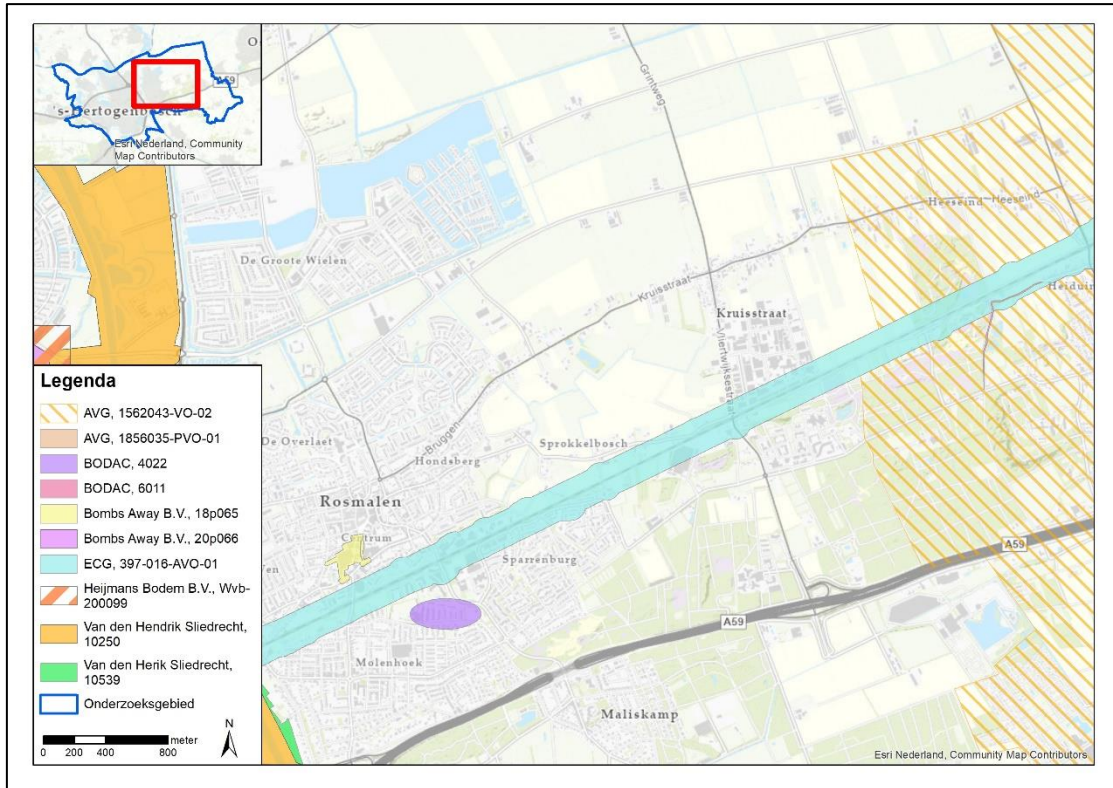 O
A59
's-Hertogenbosch
Esri Nederland, Community
Map Contributors
Grintweg
Heeseind
Heeseind
De Groote Wielen
Kruisstraat
Kruisstraat
Vliertwijksestraat
De Overlaet
Bruggen
Hondsberg
Sprokkelbosch
Rosmalen
Centrum
Sparrenburg
A59
A59
Molenhoek
Maliskamp
Legenda
AVG, 1562043-VO-02
AVG, 1856035-PVO-01
BODAC, 4022
BODAC, 6011
Bombs Away B.V., 18p065
Bombs Away B.V., 20p066
ECG, 397-016-AVO-01
Heijmans Bodem B.V., Wvb-
200099
Van den Hendrik Sliedrecht,
10250
Van den Herik Sliedrecht,
10539
Onderzoeksgebied
N
meter
0 200 400 800
Esri Nederland, Community Map Contributors